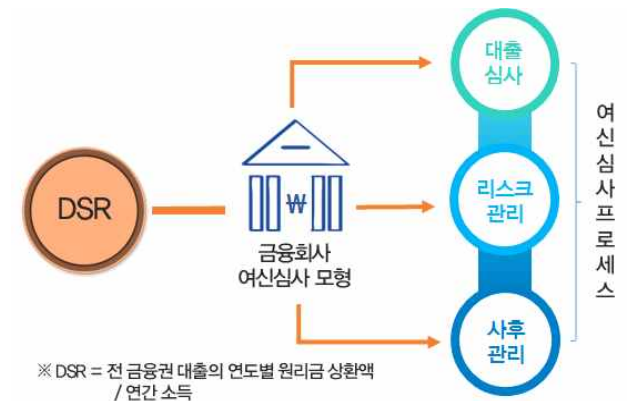 DSR
₩
금융회사
여신심사 모형
대출
심사
리스크
관리
사후
관리
여신심사프로세스
※ DSR = 전 금융권 대출의 연도별 원리금 상환액
/ 연간 소득